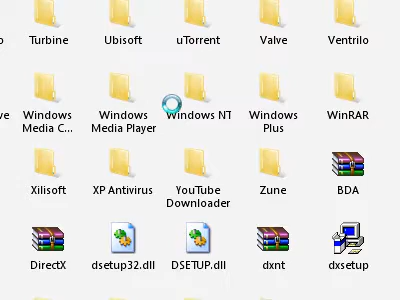 o Turbine Ubisoft uTorrent Valve Ventrilo
ve Windows Windows Windows NT Windows WinRAR
Media C... Media Player Plus
Xilisoft XP Antivirus YouTube Zune BDA
Downloader
DirectX dsetup32.dll DSETUP.dll dxnt dxsetup